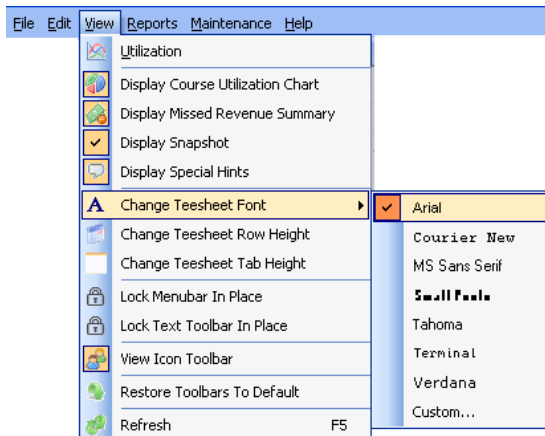 File Edit View Reports Maintenance Help
Utilization
Display Course Utilization Chart
Display Missed Revenue Summary
Display Snapshot
Display Special Hints
A Change Teesheet Font
Change Teesheet Row Height
Change Teesheet Tab Height
Lock Menubar In Place
Lock Text Toolbar In Place
View Icon Toolbar
Restore Toolbars To Default
Refresh F5
Arial
Courier New
MS Sans Serif
Small Fonts
Tahoma
Terminal
Verdana
Custom...